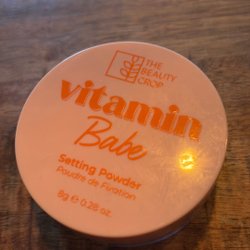 THE
BEAUTY
CROP
vitamin
Babe
Setting Powder
Poudre de Fixation
8g ℮ 0.28 oz.